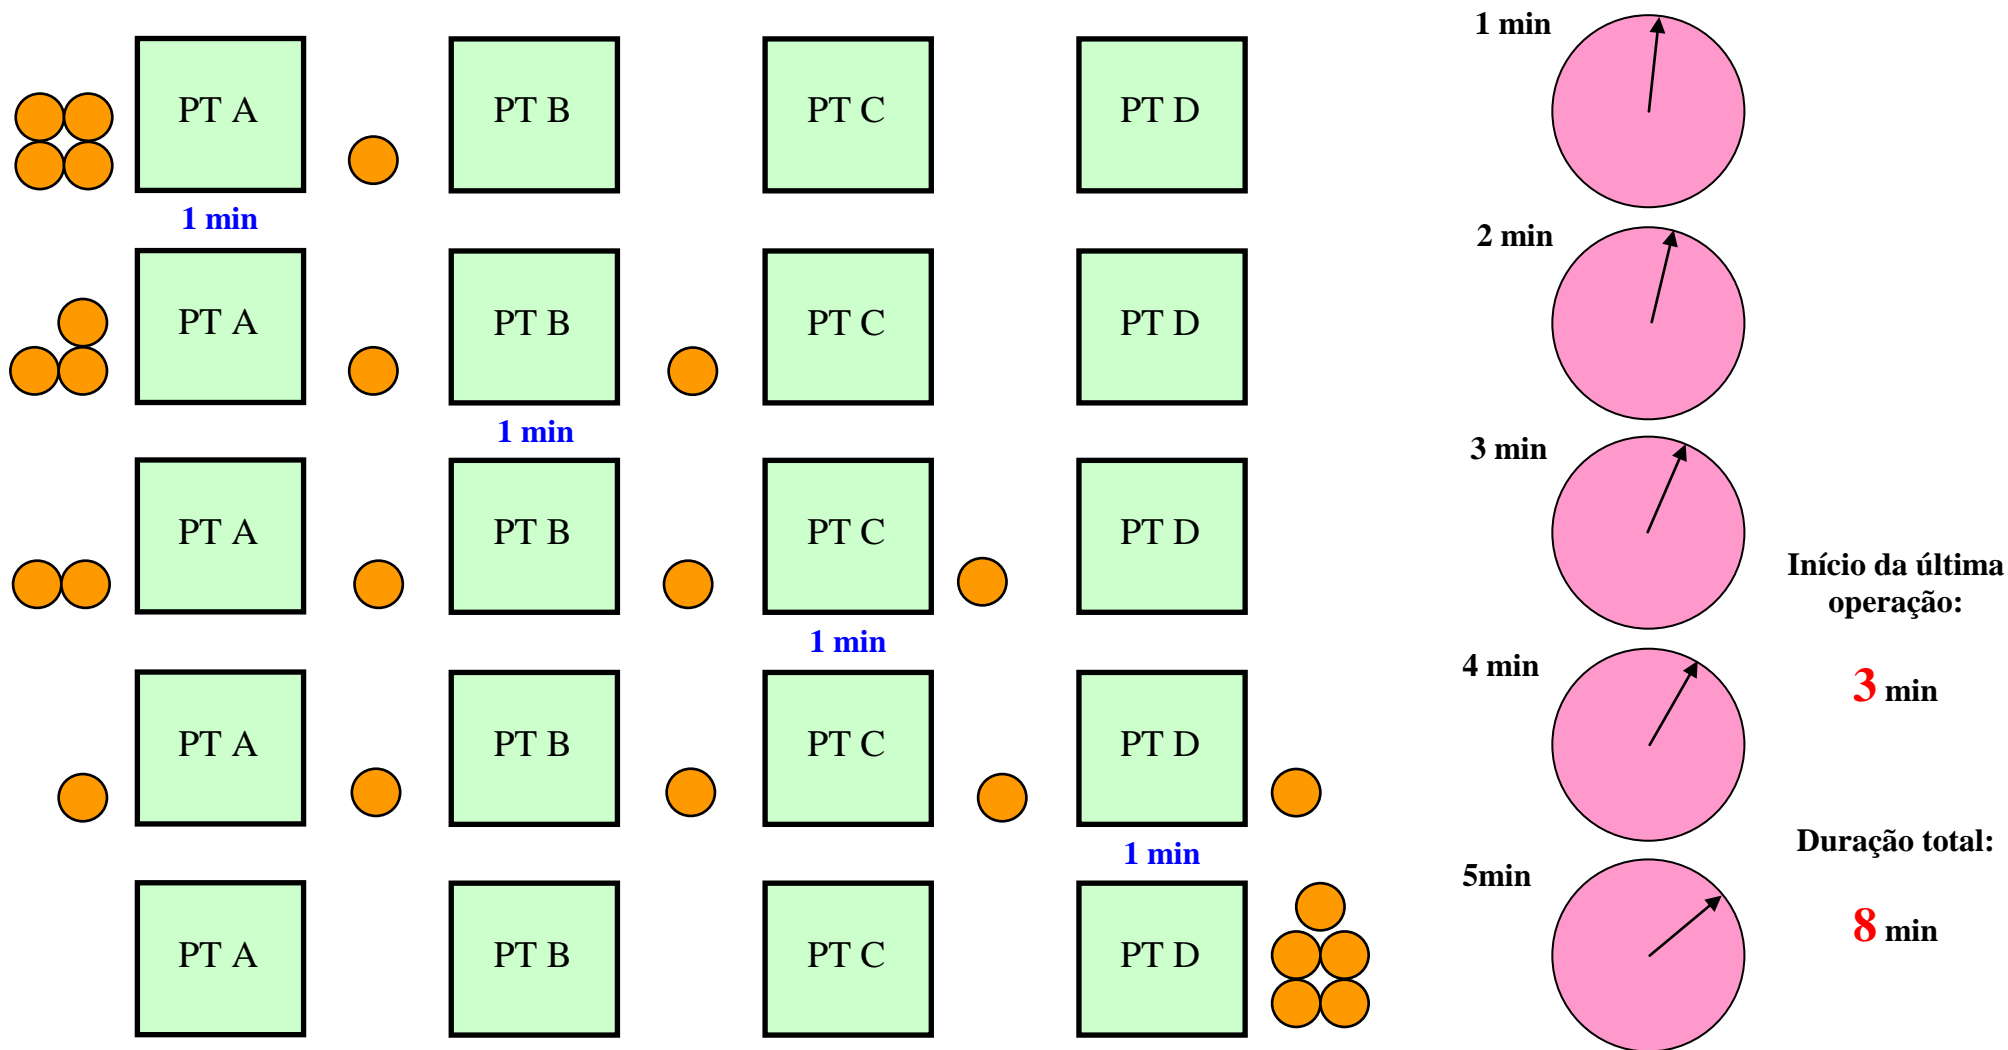 1 min
PT A
PT B
PT C
PT D
1 min
2 min
PT A
PT B
PT C
PT D
1 min
3 min
PT A
PT B
PT C
PT D
Início da última
operação:
1 min
4 min
3 min
PT A
PT B
PT C
PT D
Duração total:
1 min
5min
8 min
PT A
PT B
PT C
PT D